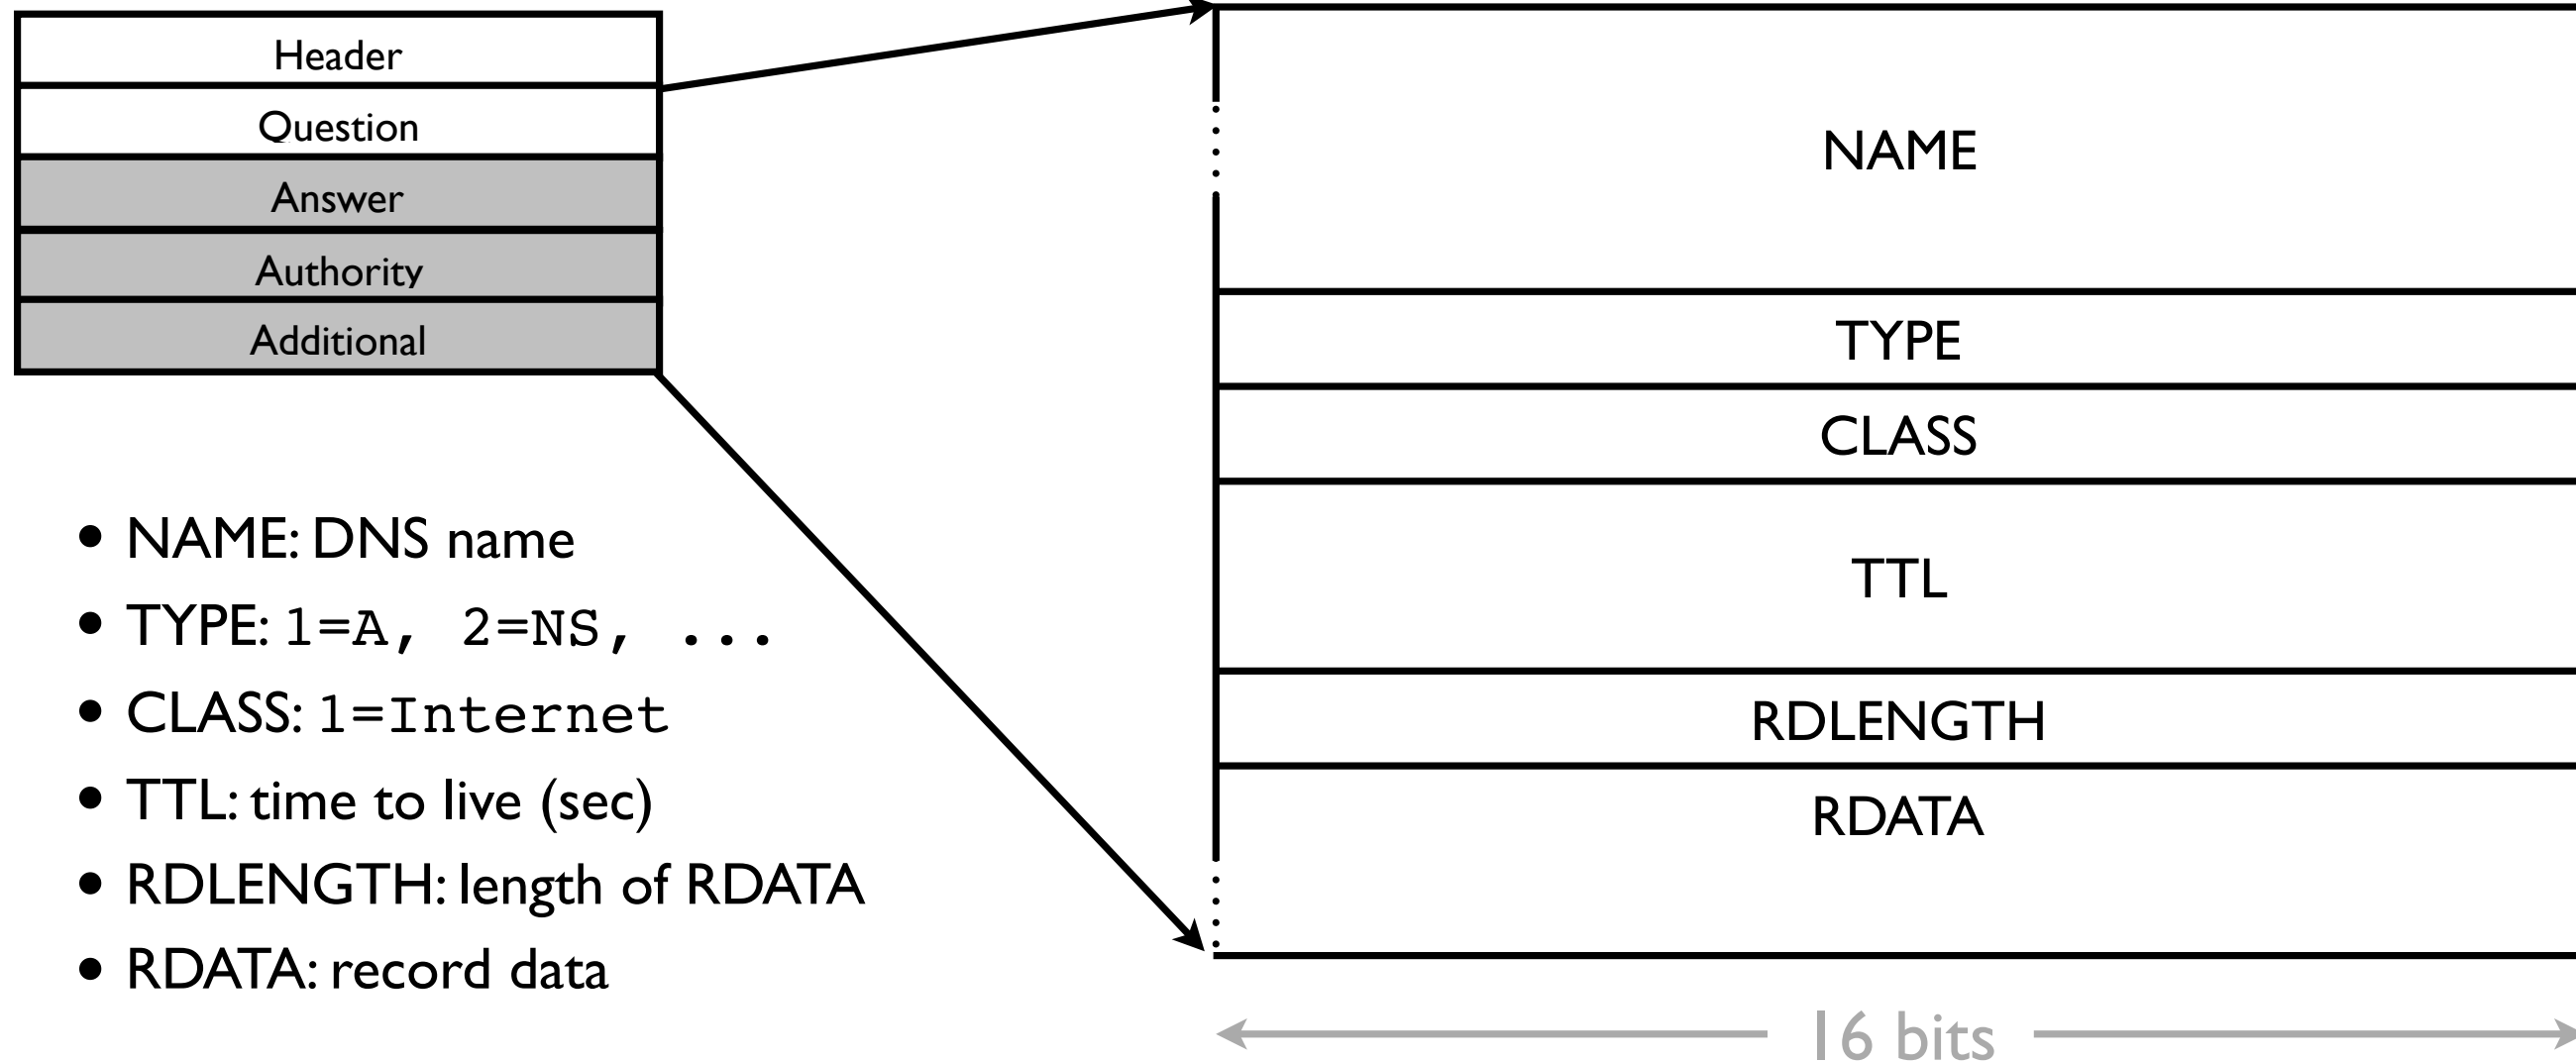 Header
Question
Answer
Authority
Additional
• NAME: DNS name
• TYPE: 1=A, 2=NS, ...
• CLASS: 1=Internet
• TTL: time to live (sec)
• RDLENGTH: length of RDATA
• RDATA: record data
NAME
TYPE
CLASS
TTL
RDLENGTH
RDATA
16 bits